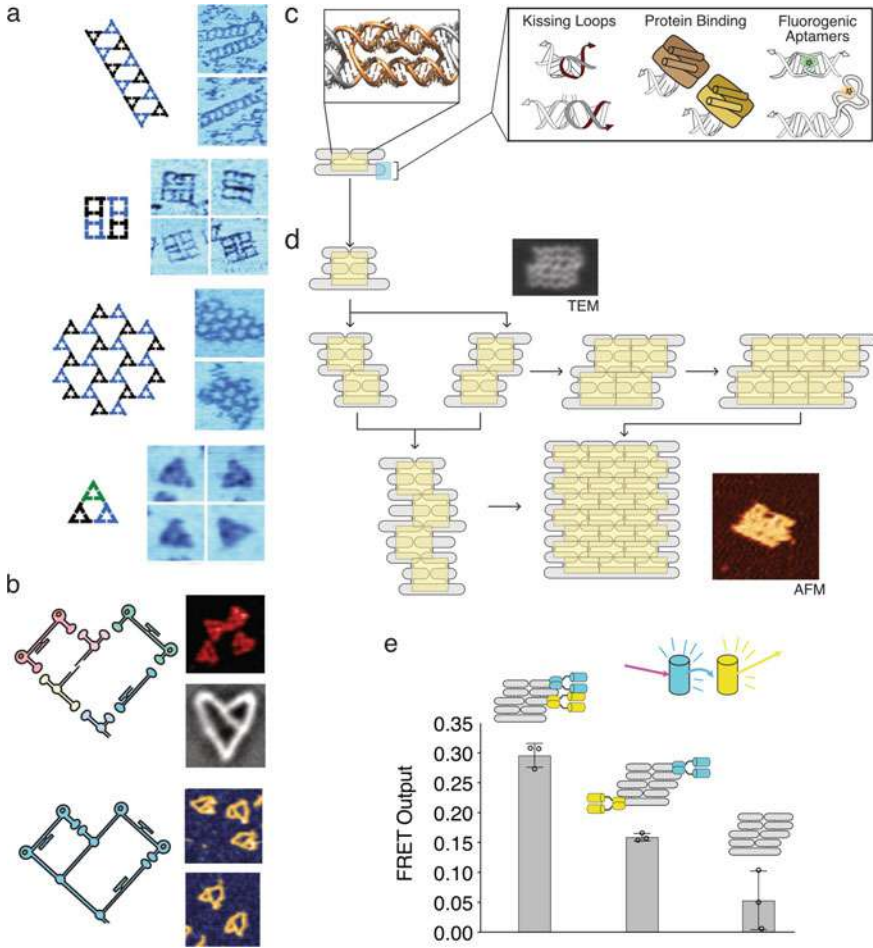 a
c
Kissing Loops
Protein Binding
Fluorogenic
Aptamers
d
TEM
AFM
b
e
FRET Output
0.35
0.30
0.25
0.20
0.15
0.10
0.05
0.00